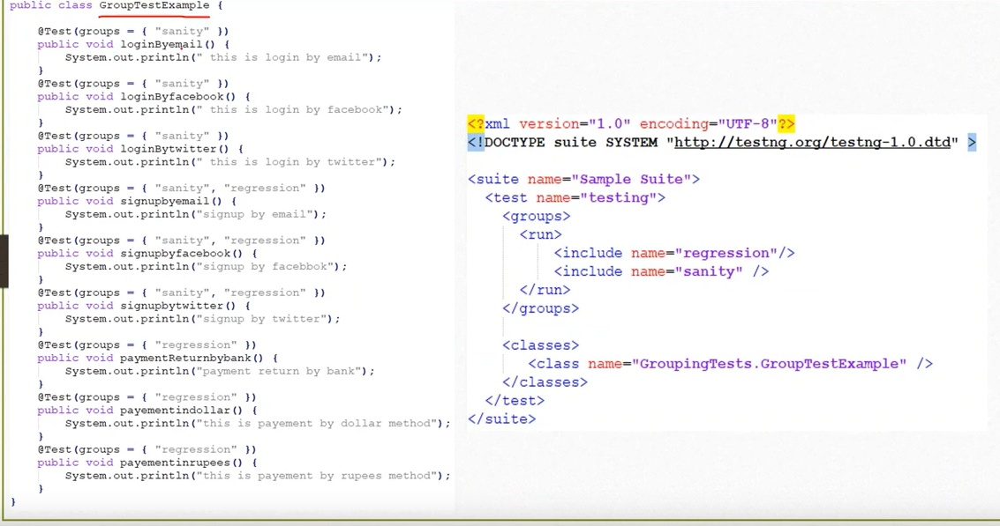 public class GroupTestExample {
@Test(groups = { "sanity" })
public void loginByemail() {
System.out.println(" this is login by email");
}
@Test(groups = { "sanity" })
public void loginByfacebook() {
System.out.println(" this is login by facebook");
}
@Test(groups = { "sanity" })
public void loginBytwitter() {
System.out.println(" this is login by twitter");
}
@Test(groups = { "sanity", "regression" })
public void signupbyemail() {
System.out.println("signup by email");
}
@Test(groups = { "sanity", "regression" })
public void signupbyfacebook() {
System.out.println("signup by facebbok");
}
@Test(groups = { "sanity", "regression" })
public void signupbytwitter() {
System.out.println("signup by twitter");
}
@Test(groups = { "regression" })
public void paymentReturnbybank() {
System.out.println("payment return by bank");
}
@Test(groups = { "regression" })
public void payementindollar() {
System.out.println("this is payement by dollar method");
}
@Test(groups = { "regression" })
public void payementinrupees() {
System.out.println("this is payement by rupees method");
}
}
<?xml version="1.0" encoding="UTF-8"?>
<!DOCTYPE suite SYSTEM "http://testng.org/testng-1.0.dtd" >
<suite name="Sample Suite">
<test name="testing">
<groups>
<run>
<include name="regression"/>
<include name="sanity" />
</run>
</groups>
<classes>
<class name="GroupingTests.GroupTestExample" />
</classes>
</test>
</suite>